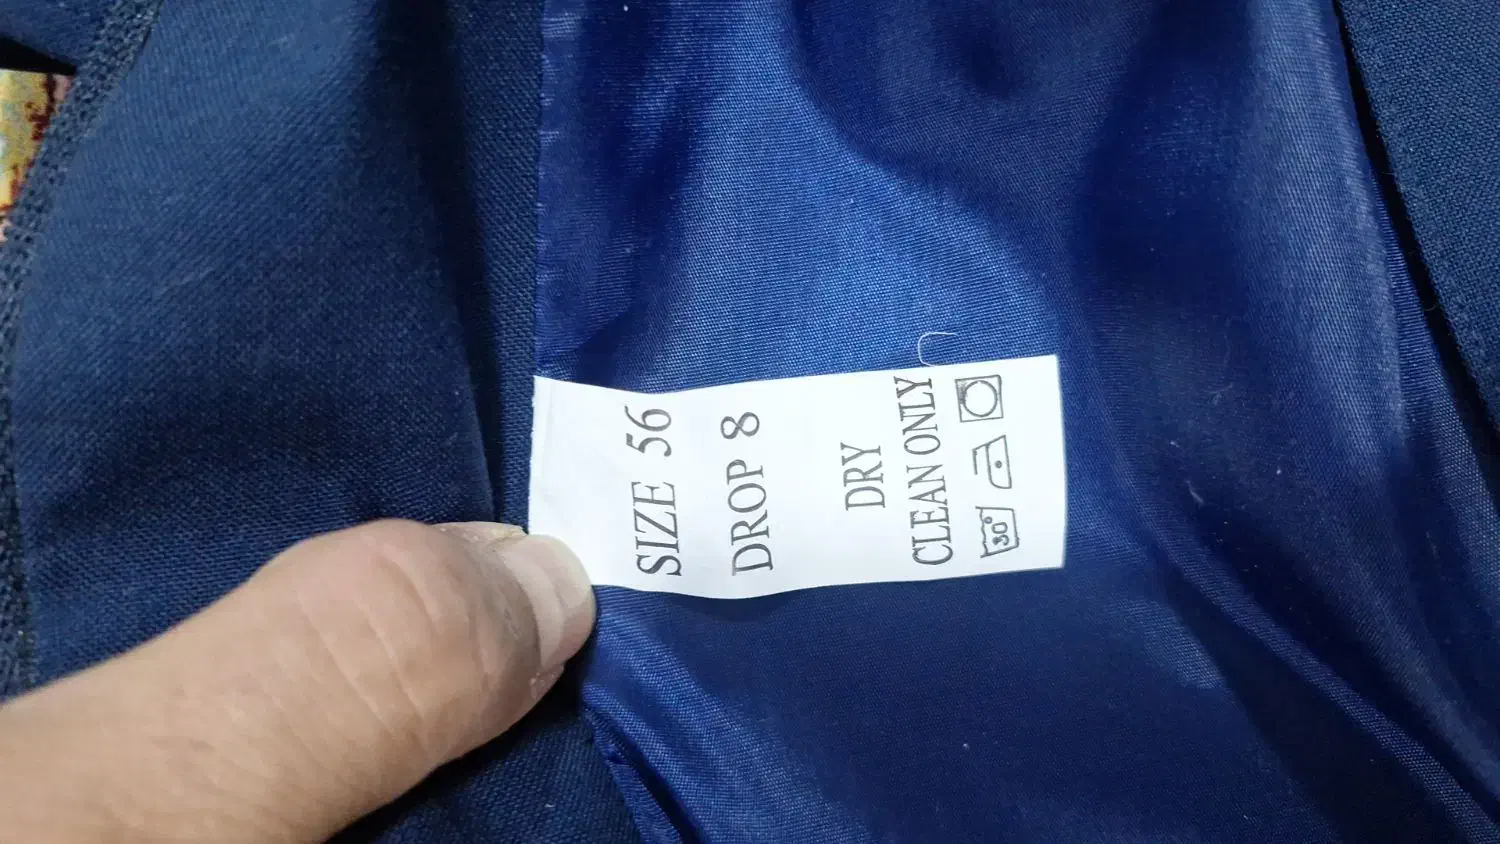 SIZE 56
DROP 8
DRY
CLEAN ONLY
30°